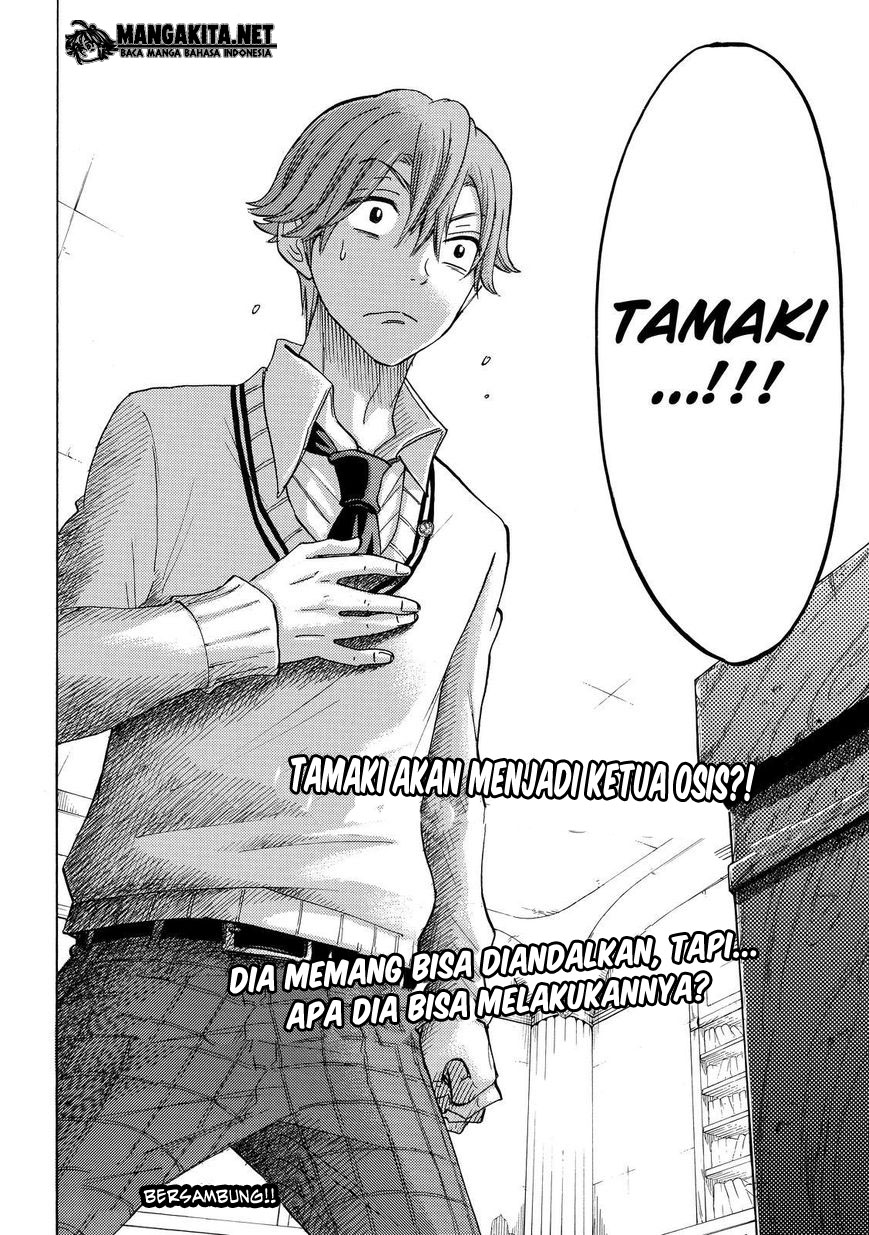 MANGAKITA.NET
BACA MANGA BAHASA INDONESIA
TAMAKI
...!!!
TAMAKI AKAN MENJADI KETUA OSIS?!
DIA MEMANG BISA DIANDALKAN, TAPI...
APA DIA BISA MELAKUKANNYA?
BERSAMBUNG!!